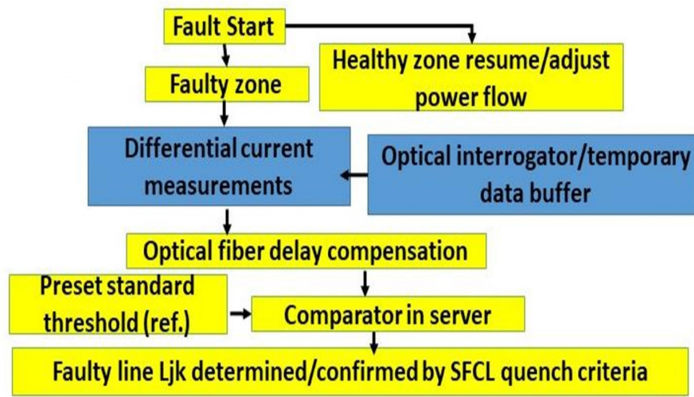 Fault Start
Healthy zone resume/adjust
power flow
Faulty zone
Differential current
measurements
Optical interrogator/temporary
data buffer
Optical fiber delay compensation
Preset standard
threshold (ref.)
Comparator in server
Faulty line Ljk determined/confirmed by SFCL quench criteria